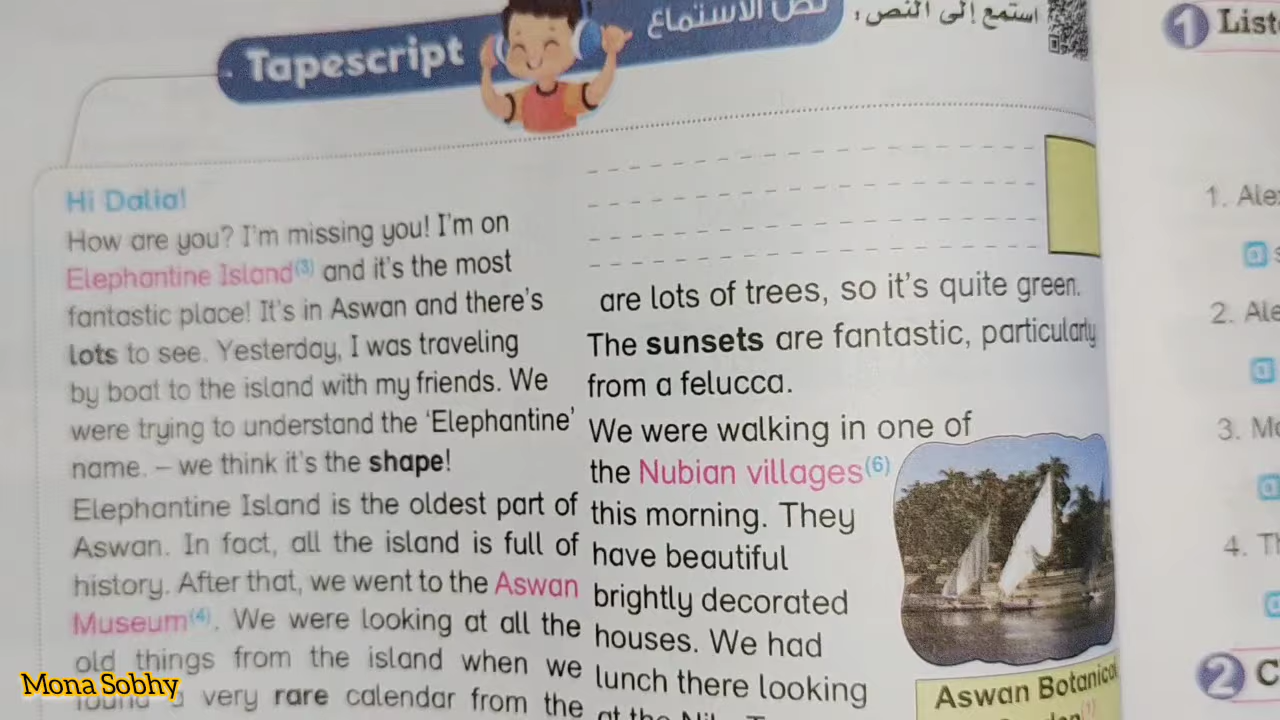 Tapescript
نص الاستماع
استمع إلى النص :
Hi Dalia!
How are you? I'm missing you! I'm on
Elephantine Island(3) and it's the most
fantastic place! It's in Aswan and there's
lots to see. Yesterday, I was traveling
by boat to the island with my friends. We
were trying to understand the 'Elephantine'
name. – we think it's the shape!
Elephantine Island is the oldest part of
Aswan. In fact, all the island is full of
history. After that, we went to the Aswan
Museum(4). We were looking at all the
old things from the island when we
found a very rare calendar from the
are lots of trees, so it's quite green.
The sunsets are fantastic, particularly
from a felucca.
We were walking in one of
the Nubian villages(6)
this morning. They
have beautiful
brightly decorated
houses. We had
lunch there looking
at the
Aswan Botanical
1 List
1. Ale
a
2. Ale
a
3. Mo
a
4. Th
2 C
Mona Sobhy